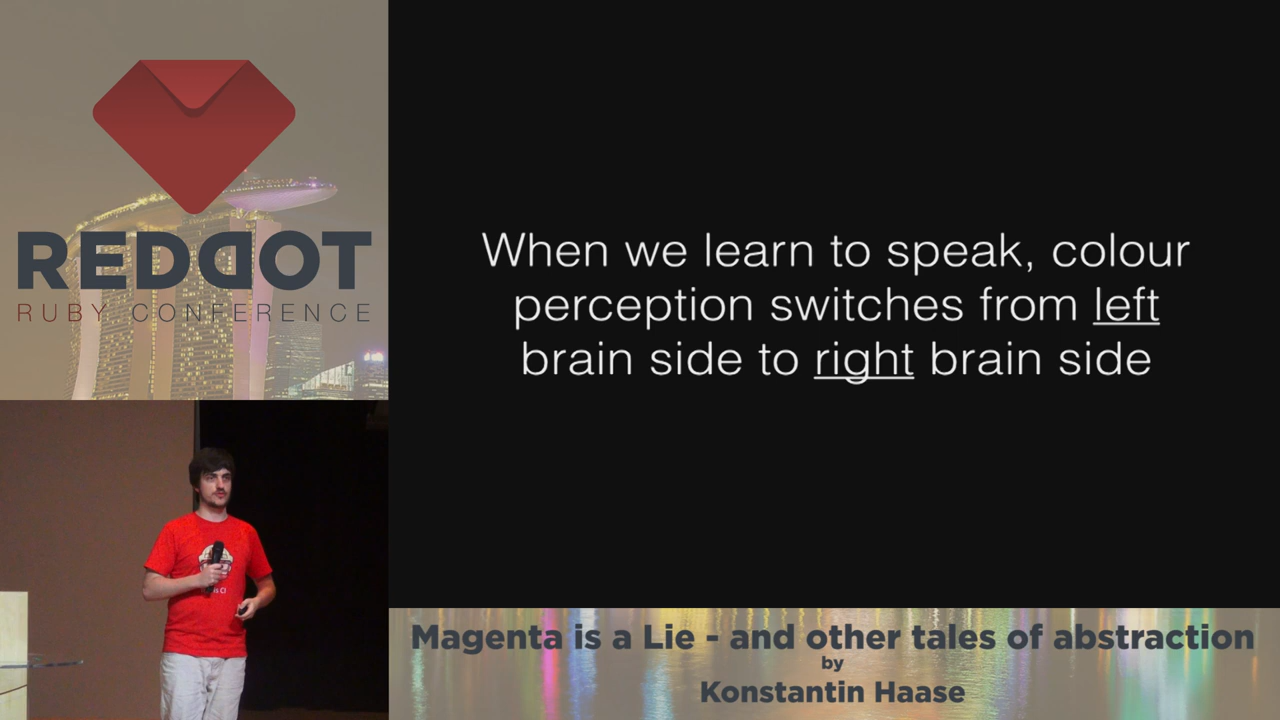 REDDOT
RUBY CONFERENCE
When we learn to speak, colour
perception switches from left
brain side to right brain side
Magenta is a Lie - and other tales of abstraction
by
Konstantin Haase